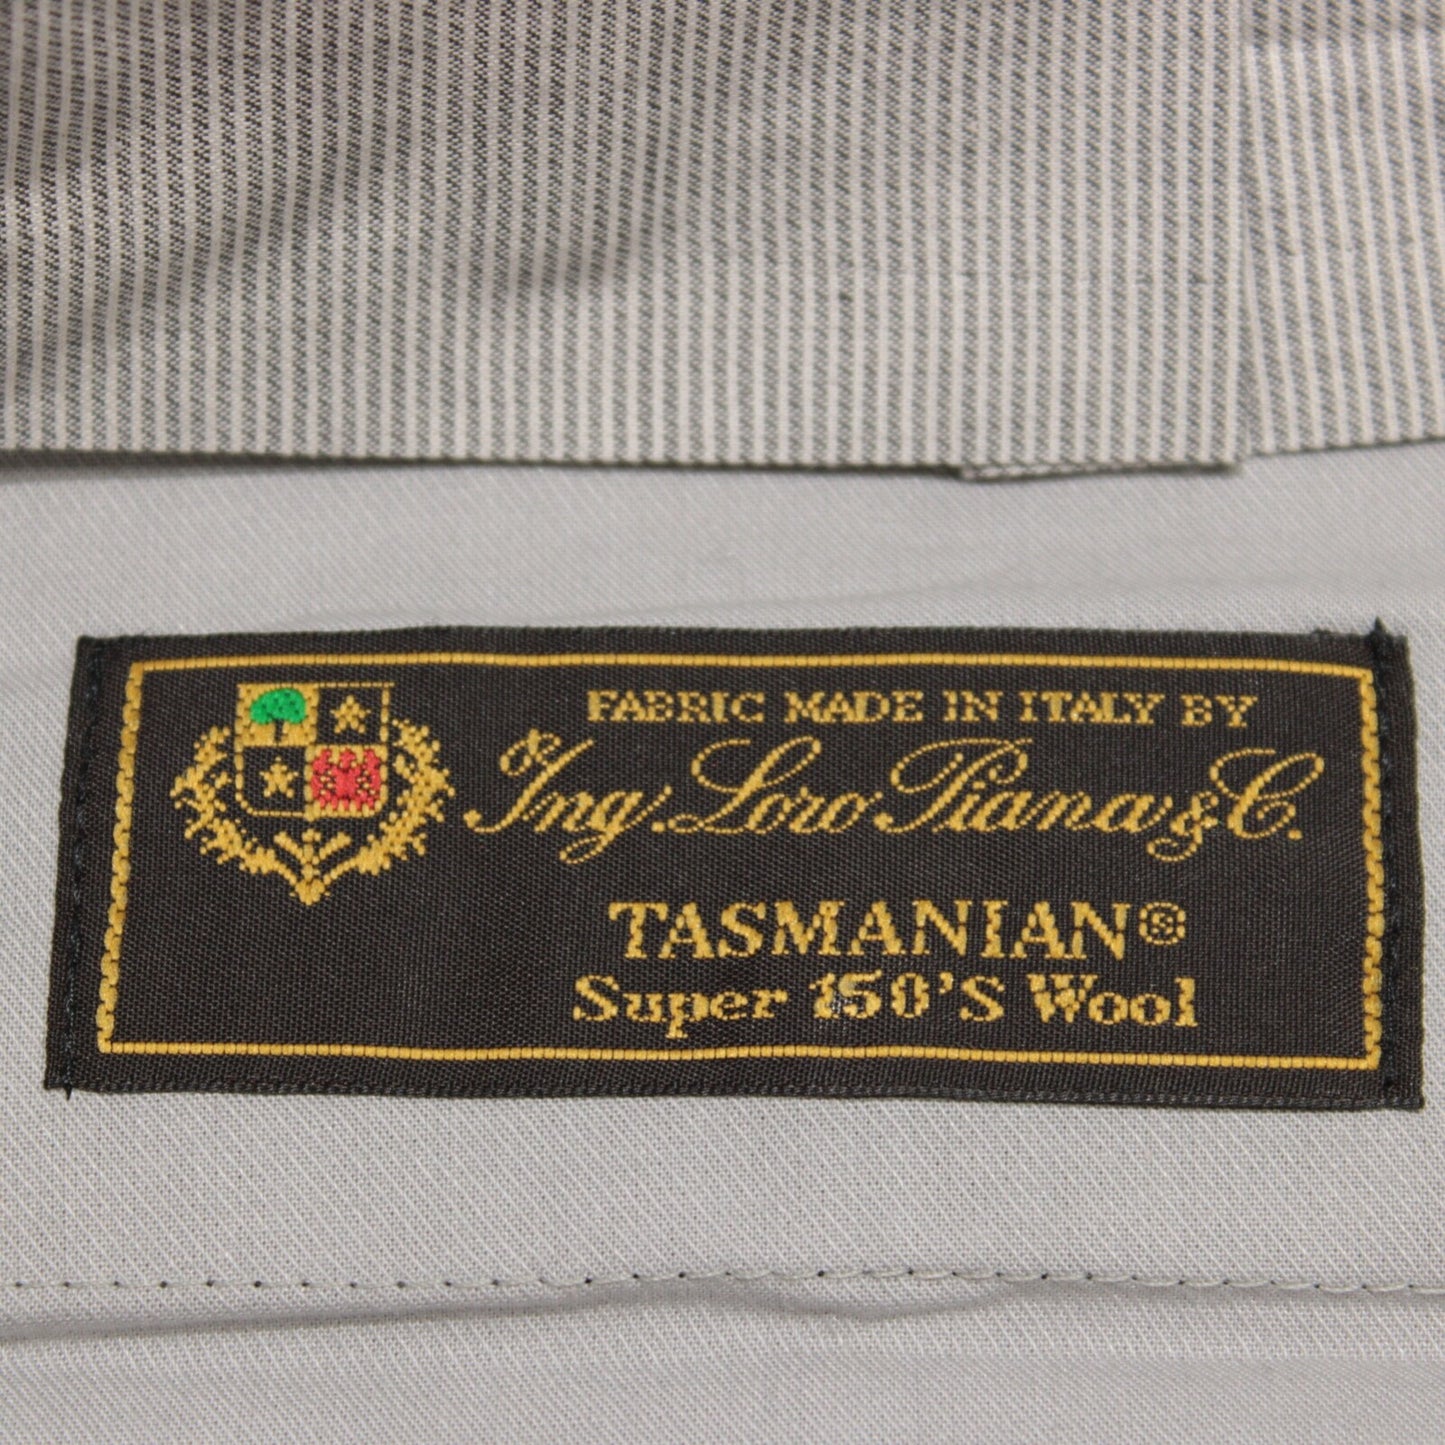 FABRIC MADE IN ITALY BY
Ing. Loro Piana & C.
TASMANIAN®
Super 150'S Wool